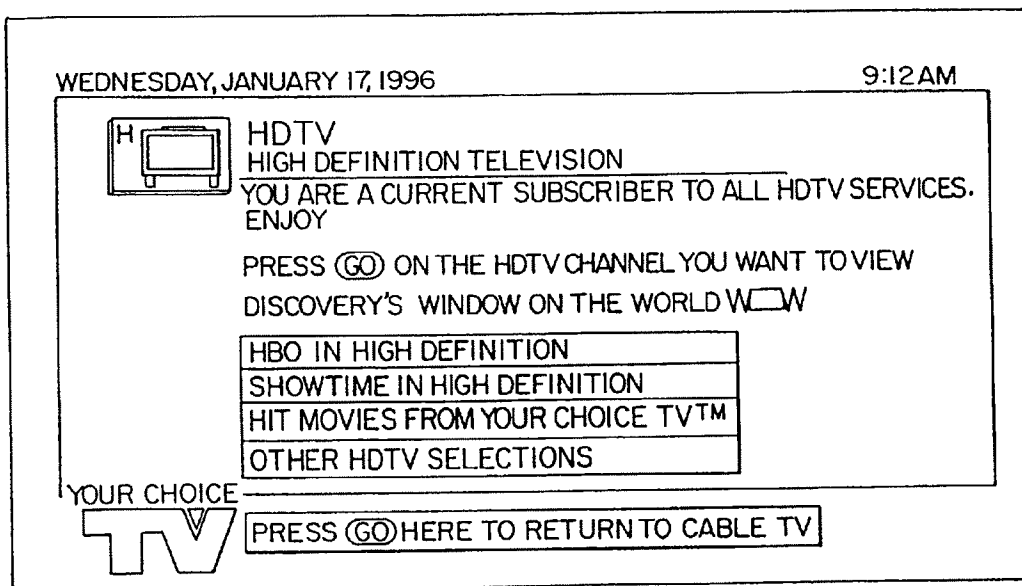 WEDNESDAY, JANUARY 17, 1996 9:12 AM
H
HDTV
HIGH DEFINITION TELEVISION
YOU ARE A CURRENT SUBSCRIBER TO ALL HDTV SERVICES.
ENJOY
PRESS GO ON THE HDTV CHANNEL YOU WANT TO VIEW
DISCOVERY'S WINDOW ON THE WORLD WOW
HBO IN HIGH DEFINITION
SHOWTIME IN HIGH DEFINITION
HIT MOVIES FROM YOUR CHOICE TV™
OTHER HDTV SELECTIONS
YOUR CHOICE
TV
PRESS GO HERE TO RETURN TO CABLE TV